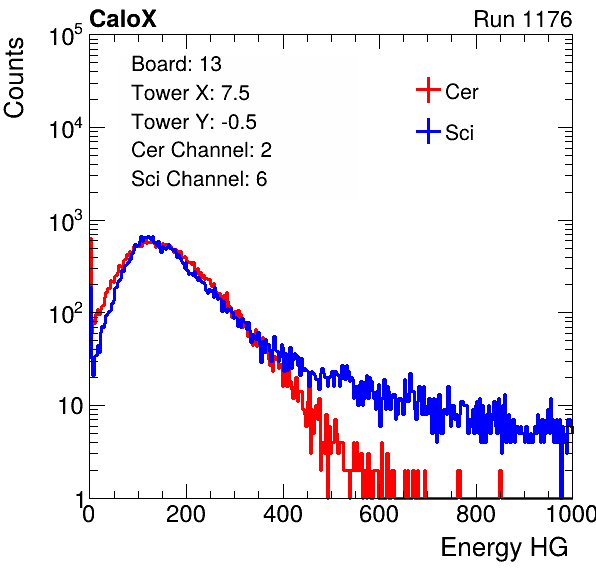 CaloX Run 1176
Counts
10^5
10^4
10^3
10^2
10
1
Board: 13
Tower X: 7.5
Tower Y: -0.5
Cer Channel: 2
Sci Channel: 6
Cer
Sci
0 200 400 600 800 1000
Energy HG